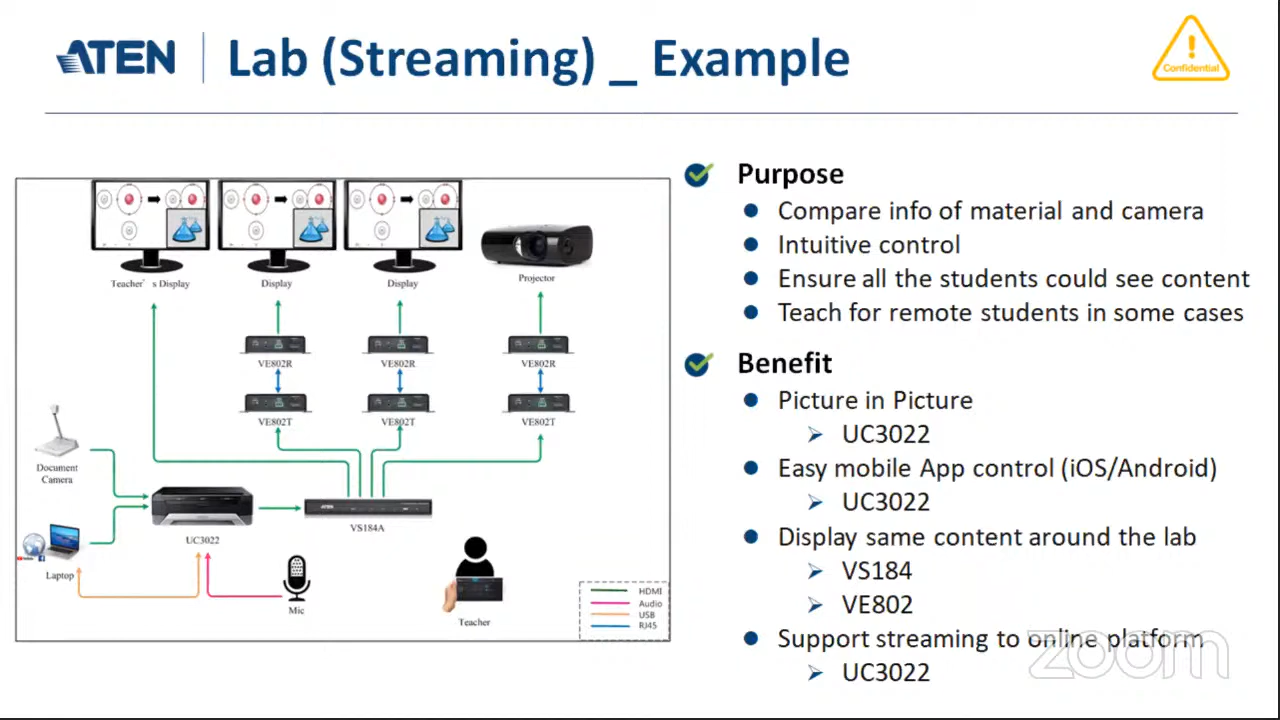 ATEN
Lab (Streaming) _ Example
Confidential
Teacher’ s Display
Display
Display
Projector
VE802R
VE802R
VE802R
VE802T
VE802T
VE802T
Document
Camera
UC3022
ATEN
VS184A
Laptop
Mic
Teacher
HDMI
Audio
USB
RJ45
Purpose
Compare info of material and camera
Intuitive control
Ensure all the students could see content
Teach for remote students in some cases
Benefit
Picture in Picture
UC3022
Easy mobile App control (iOS/Android)
UC3022
Display same content around the lab
VS184
VE802
Support streaming to online platform
UC3022
zoom